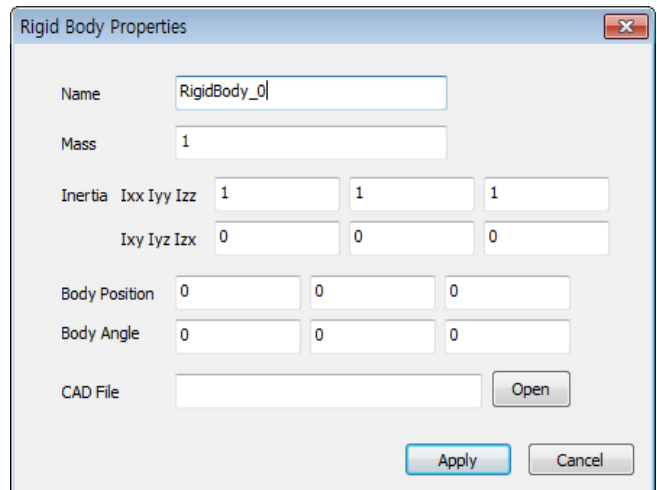 Rigid Body Properties
Name RigidBody_0
Mass 1
Inertia Ixx Iyy Izz 1 1 1
Ixy Iyz Izx 0 0 0
Body Position 0 0 0
Body Angle 0 0 0
CAD File Open
Apply Cancel